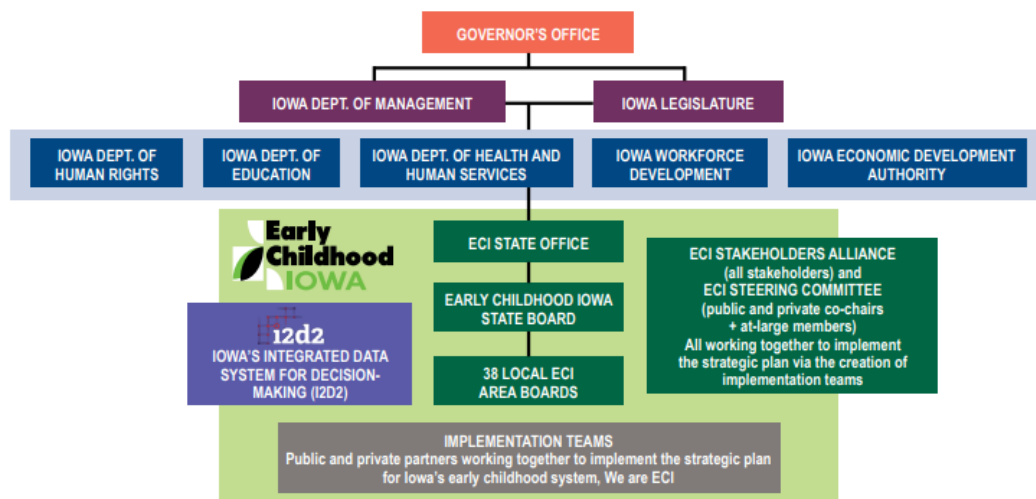 GOVERNOR'S OFFICE
IOWA DEPT. OF MANAGEMENT
IOWA LEGISLATURE
IOWA DEPT. OF
HUMAN RIGHTS
IOWA DEPT. OF
EDUCATION
IOWA DEPT. OF HEALTH AND
HUMAN SERVICES
IOWA WORKFORCE
DEVELOPMENT
IOWA ECONOMIC DEVELOPMENT
AUTHORITY
Early
Childhood
IOWA
i2d2
IOWA'S INTEGRATED DATA
SYSTEM FOR DECISION-
MAKING (I2D2)
ECI STATE OFFICE
EARLY CHILDHOOD IOWA
STATE BOARD
38 LOCAL ECI
AREA BOARDS
ECI STAKEHOLDERS ALLIANCE
(all stakeholders) and
ECI STEERING COMMITTEE
(public and private co-chairs
+ at-large members)
All working together to implement
the strategic plan via the creation of
implementation teams
IMPLEMENTATION TEAMS
Public and private partners working together to implement the strategic plan
for Iowa's early childhood system, We are ECI